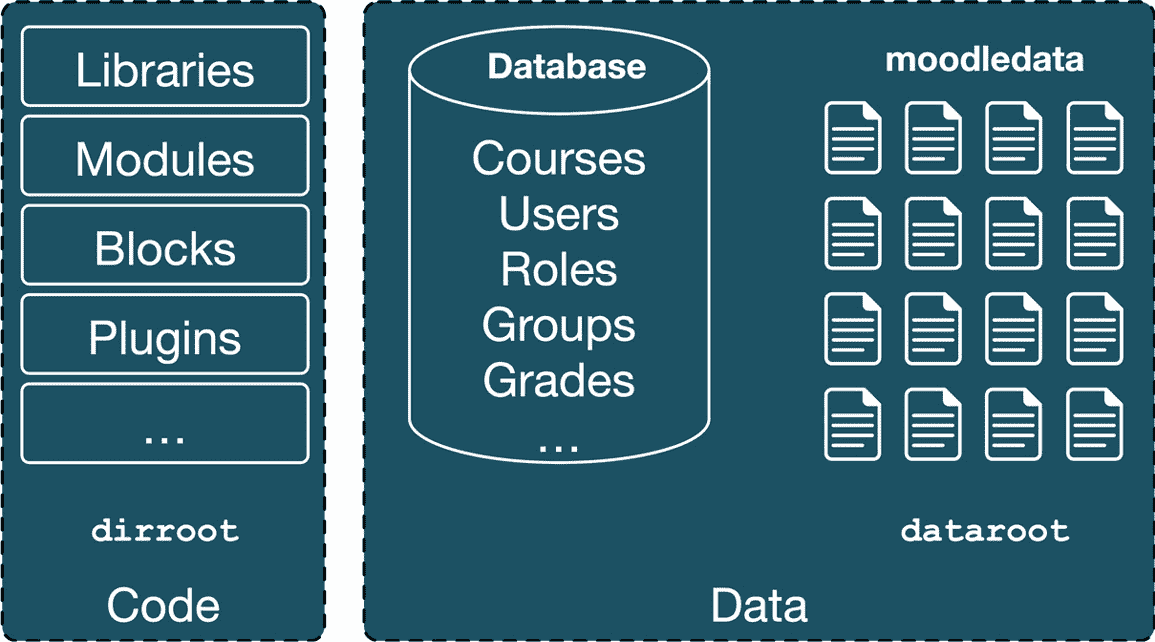 Libraries
Modules
Blocks
Plugins
...
dirroot
Code
Database
Courses
Users
Roles
Groups
Grades
...
moodledata
dataroot
Data